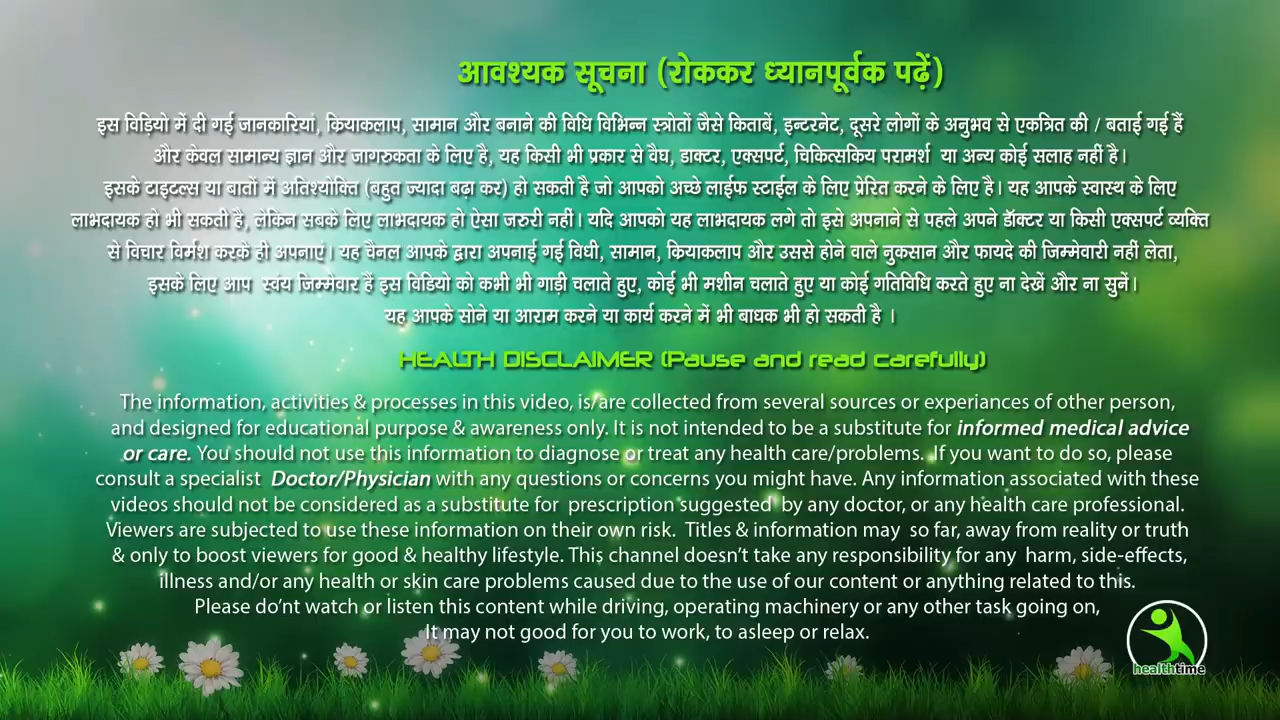 आवश्यक सूचना (रोककर ध्यानपूर्वक पढ़ें)
इस विड़ियो में दी गई जानकारियां, क्रियाकलाप, सामान और बनाने की विधि विभिन्न स्त्रोतों जैसे किताबें, इन्टरनेट, दूसरे लोगों के अनुभव से एकत्रित की / बताई गई हैं
और केवल सामान्य ज्ञान और जागरुकता के लिए है, यह किसी भी प्रकार से वैघ, डाक्टर, एक्सपर्ट, चिकित्सकिय परामर्श या अन्य कोई सलाह नहीं है।
इसके टाइटल्स या बातों में अतिश्योक्ति (बहुत ज्यादा बढ़ा कर) हो सकती है जो आपको अच्छे लाईफ स्टाईल के लिए प्रेरित करने के लिए है। यह आपके स्वास्थ के लिए
लाभदायक हो भी सकती है, लेकिन सबके लिए लाभदायक हो ऐसा जरुरी नहीं। यदि आपको यह लाभदायक लगे तो इसे अपनाने से पहले अपने डॅाक्टर या किसी एक्सपर्ट व्यक्ति
से विचार विर्मश करके ही अपनाएं। यह चैनल आपके द्वारा अपनाई गई विधी, सामान, क्रियाकलाप और उससे होने वाले नुकसान और फायदे की जिम्मेवारी नहीं लेता,
इसके लिए आप स्वंय जिम्मेवार हैं इस विडियो को कभी भी गाड़ी चलाते हुए, कोई भी मशीन चलाते हुए या कोई गतिविधि करते हुए ना देखें और ना सुनें।
यह आपके सोने या आराम करने या कार्य करने में भी बाधक भी हो सकती है ।
HEALTH DISCLAIMER (Pause and read carefully)
The information, activities & processes in this video, is/are collected from several sources or experiances of other person,
and designed for educational purpose & awareness only. It is not intended to be a substitute for informed medical advice
or care. You should not use this information to diagnose or treat any health care/problems. If you want to do so, please
consult a specialist Doctor/Physician with any questions or concerns you might have. Any information associated with these
videos should not be considered as a substitute for prescription suggested by any doctor, or any health care professional.
Viewers are subjected to use these information on their own risk. Titles & information may so far, away from reality or truth
& only to boost viewers for good & healthy lifestyle. This channel doesn't take any responsibility for any harm, side-effects,
illness and/or any health or skin care problems caused due to the use of our content or anything related to this.
Please do'nt watch or listen this content while driving, operating machinery or any other task going on,
It may not good for you to work, to asleep or relax.
healthtime